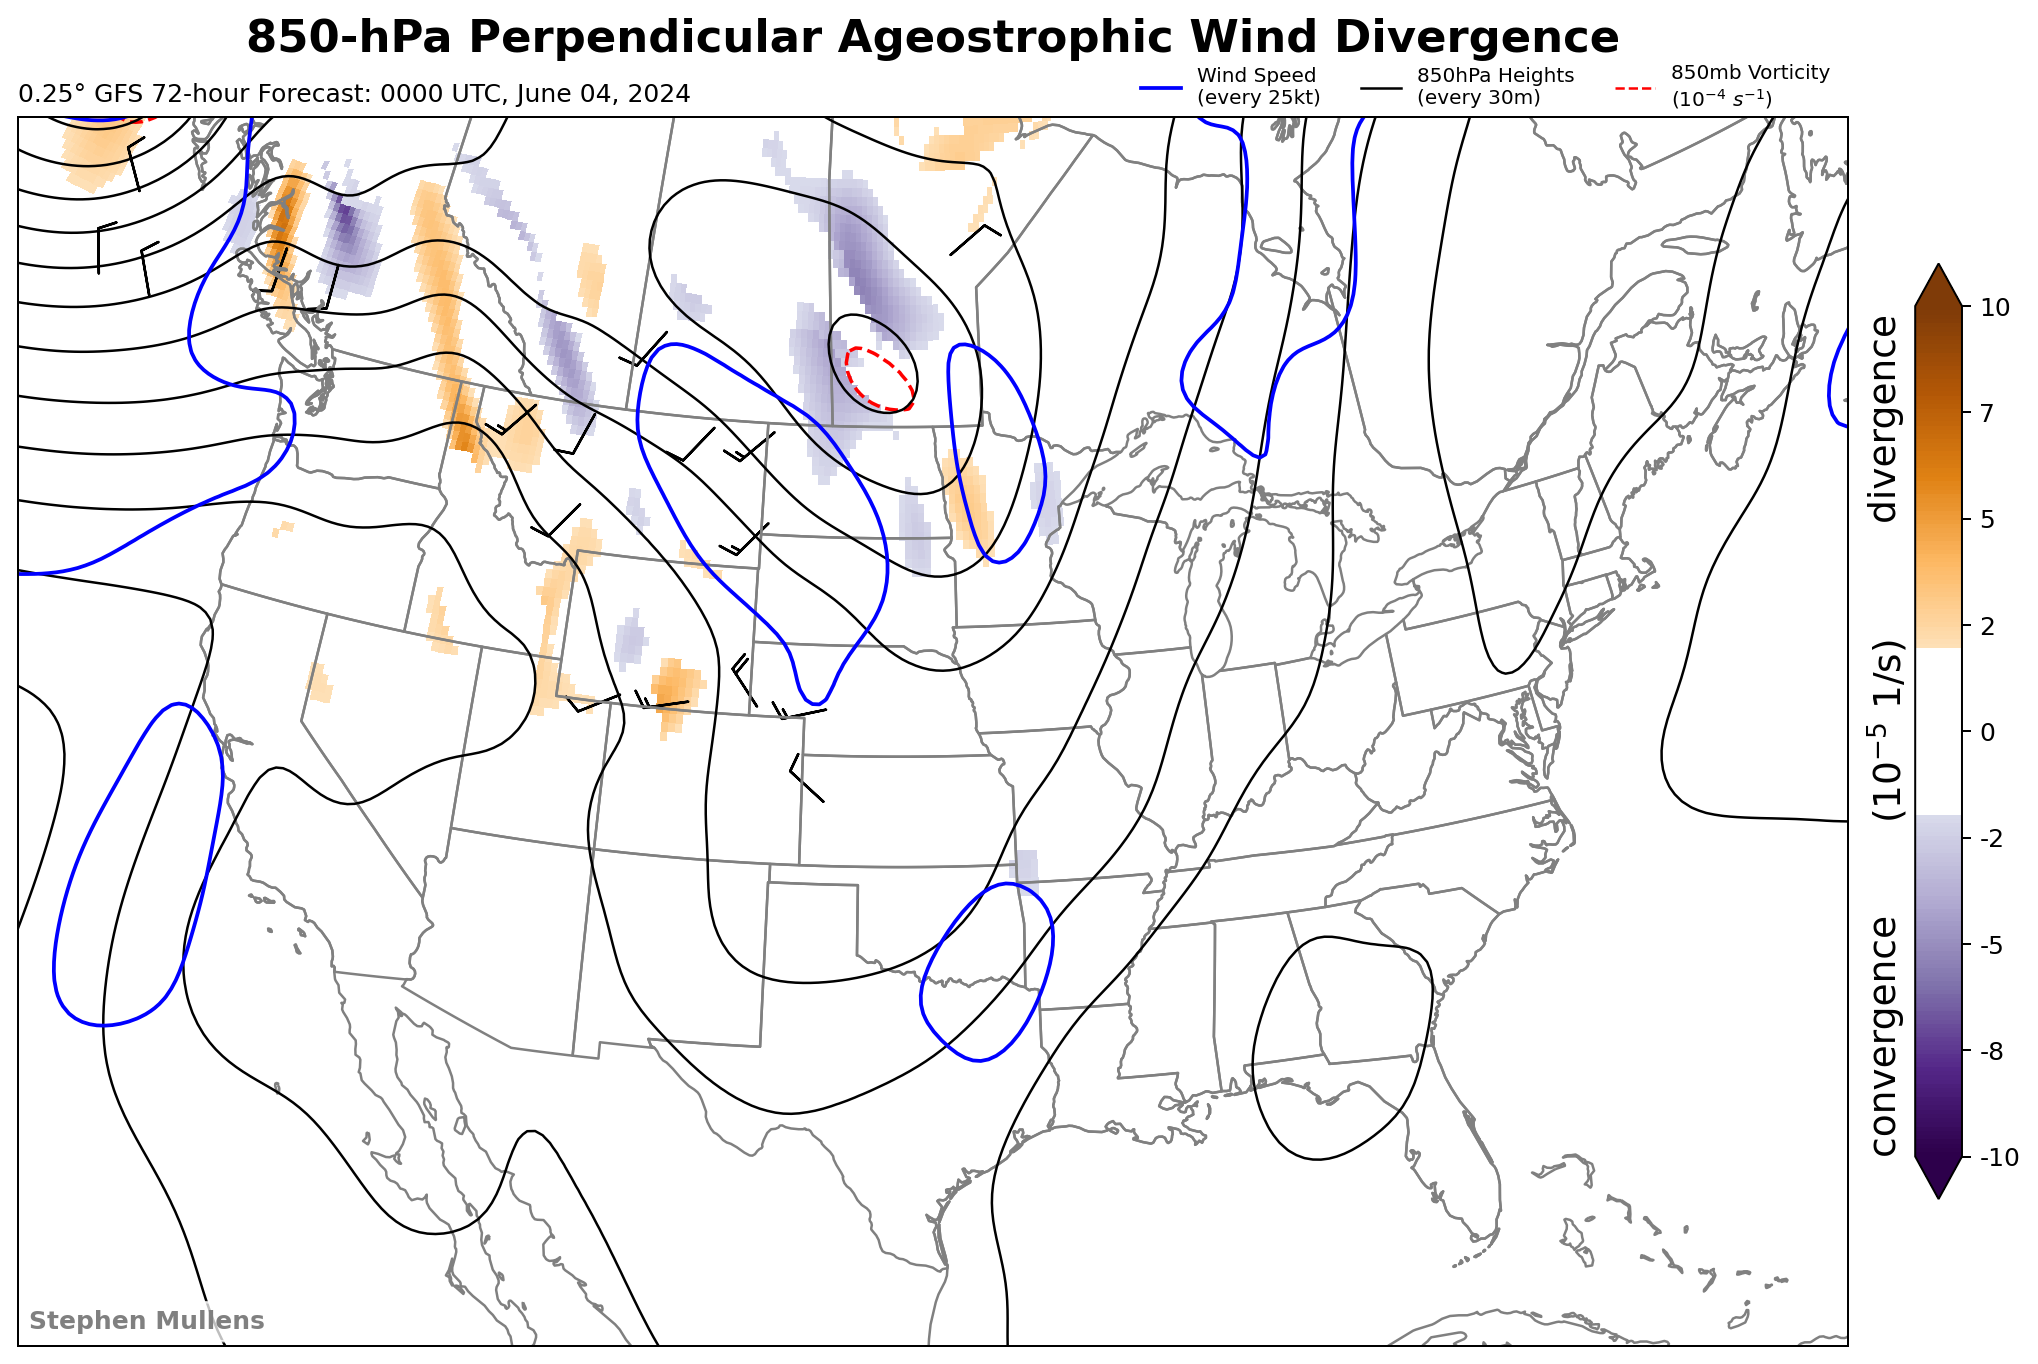 850-hPa Perpendicular Ageostrophic Wind Divergence
0.25° GFS 72-hour Forecast: 0000 UTC, June 04, 2024
Wind Speed
(every 25kt)
850hPa Heights
(every 30m)
850mb Vorticity
(10⁻⁴ s⁻¹)
divergence
(10⁻⁵ 1/s)
convergence
10
7
5
2
0
-2
-5
-8
-10
Stephen Mullens